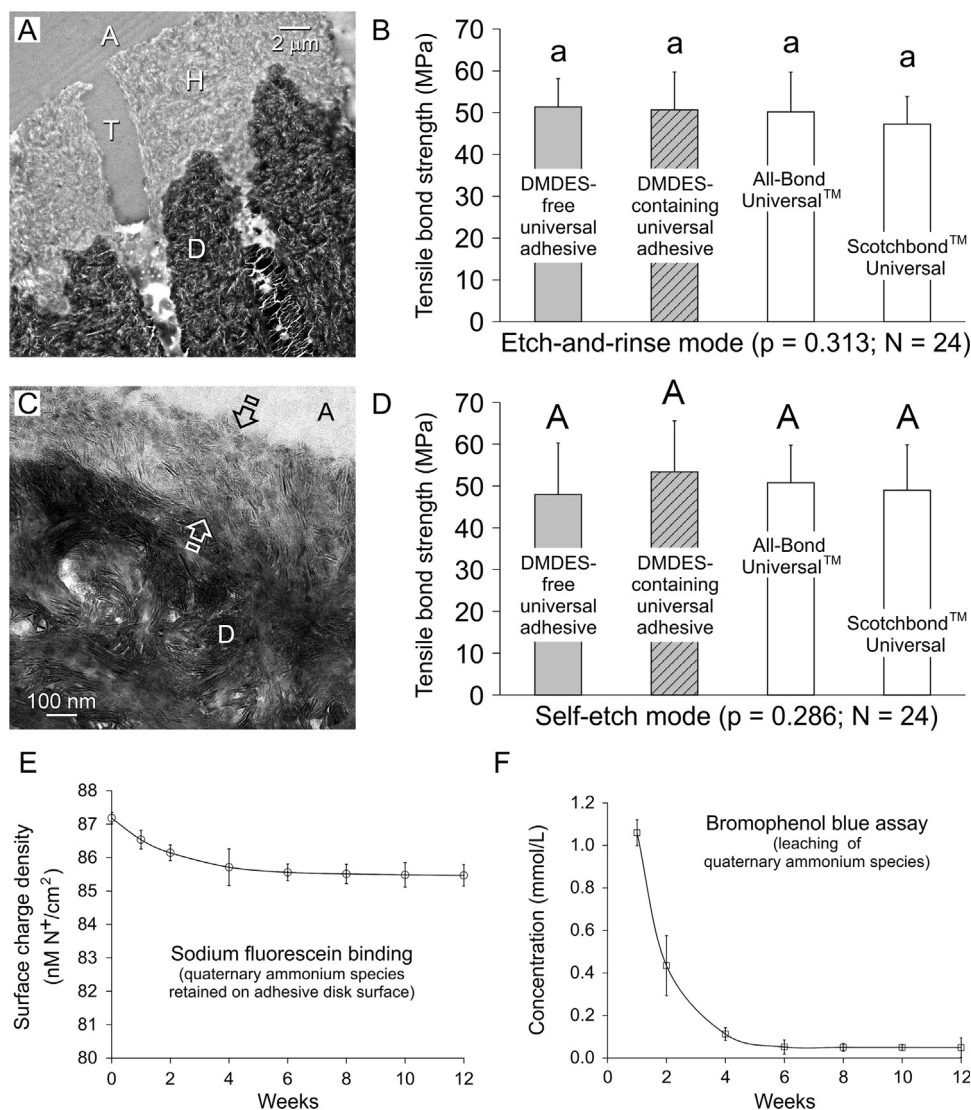 A
A
2 μm
H
T
D
B
Tensile bond strength (MPa)
70
60
50
40
30
20
10
0
a
a
a
a
DMDES-
free
universal
adhesive
DMDES-
containing
universal
adhesive
All-Bond
Universal™
Scotchbond™
Universal
Etch-and-rinse mode (p = 0.313; N = 24)
C
A
D
100 nm
D
Tensile bond strength (MPa)
70
60
50
40
30
20
10
0
A
A
A
A
DMDES-
free
universal
adhesive
DMDES-
containing
universal
adhesive
All-Bond
Universal™
Scotchbond™
Universal
Self-etch mode (p = 0.286; N = 24)
E
Surface charge density
(nM N⁺/cm²)
88
87
86
85
84
83
82
81
80
Sodium fluorescein binding
(quaternary ammonium species
retained on adhesive disk surface)
0 2 4 6 8 10 12
Weeks
F
Concentration (mmol/L)
1.2
1.0
0.8
0.6
0.4
0.2
0.0
Bromophenol blue assay
(leaching of
quaternary ammonium species)
0 2 4 6 8 10 12
Weeks